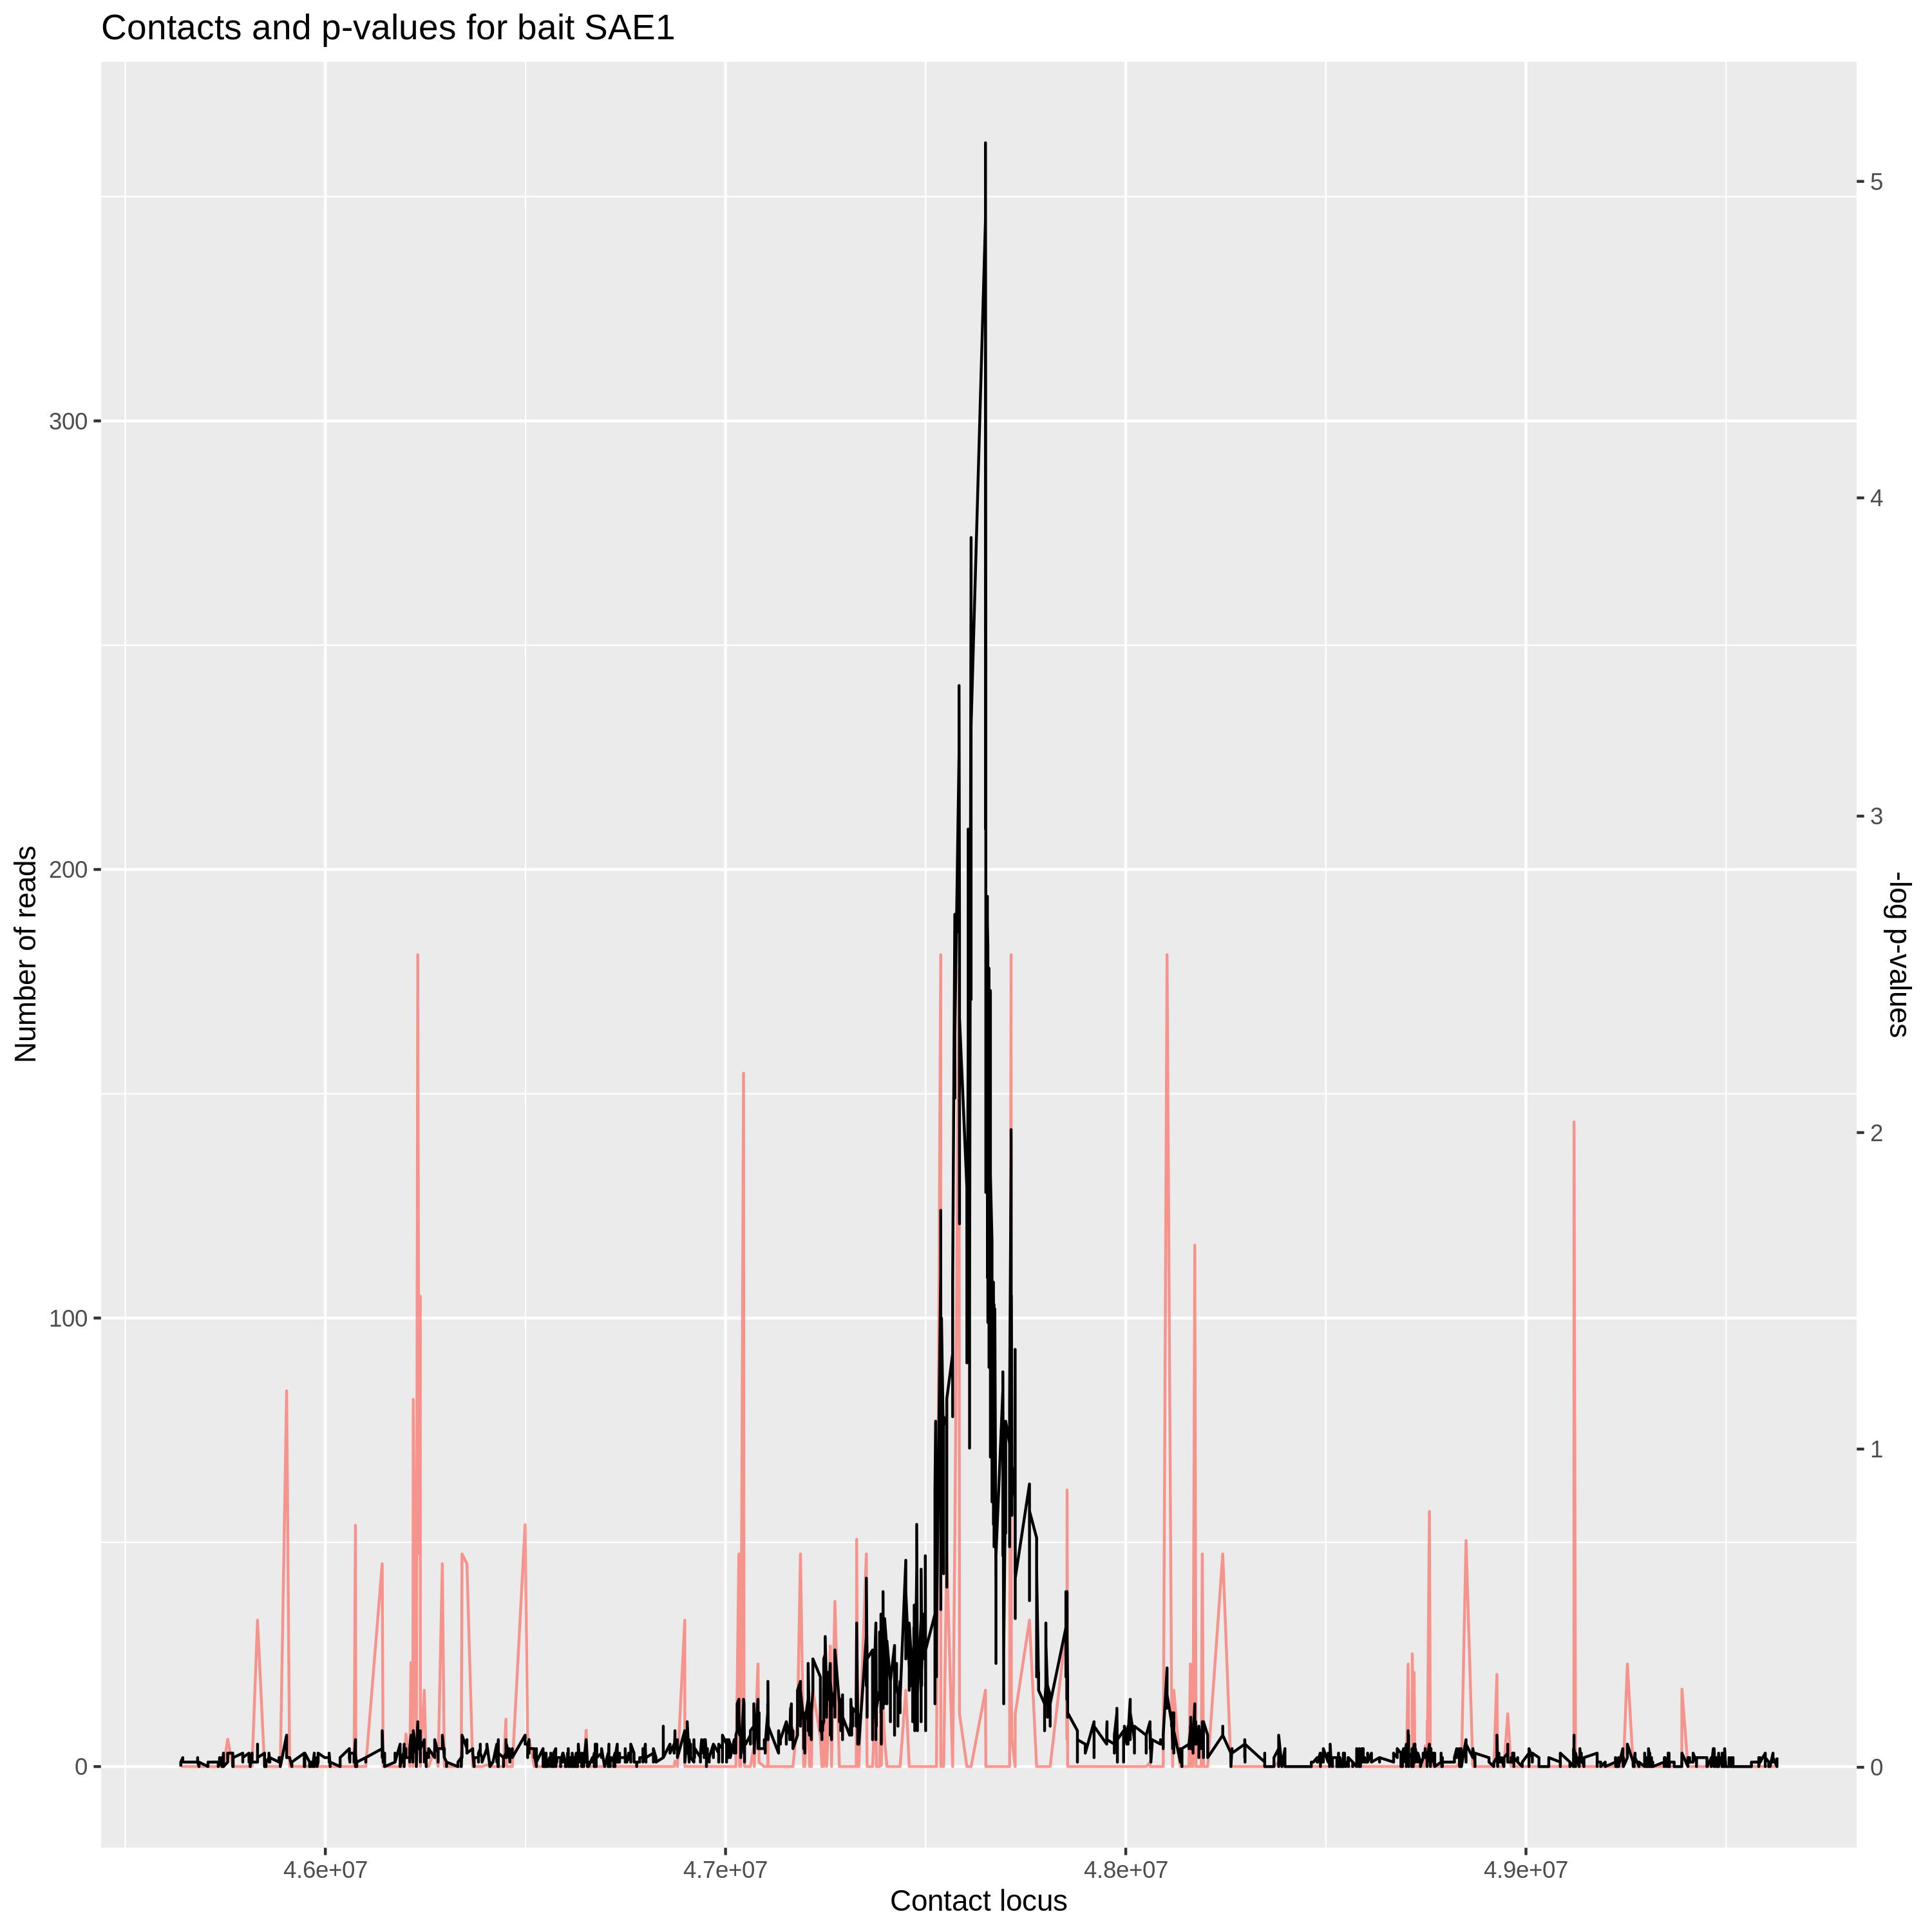 Contacts and p-values for bait SAE1
300
200
100
0
Number of reads
5
4
3
2
1
0
-log p-values
4.6e+07
4.7e+07
4.8e+07
4.9e+07
Contact locus